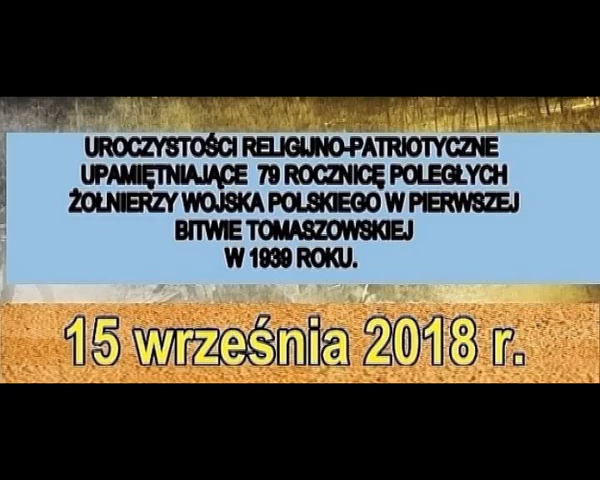 UROCZYSTOŚCI RELIGIJNO-PATRIOTYCZNE
UPAMIĘTNIAJĄCE 79 ROCZNICĘ POLEGŁYCH
ŻOŁNIERZY WOJSKA POLSKIEGO W PIERWSZEJ
BITWIE TOMASZOWSKIEJ
W 1939 ROKU.
15 września 2018 r.